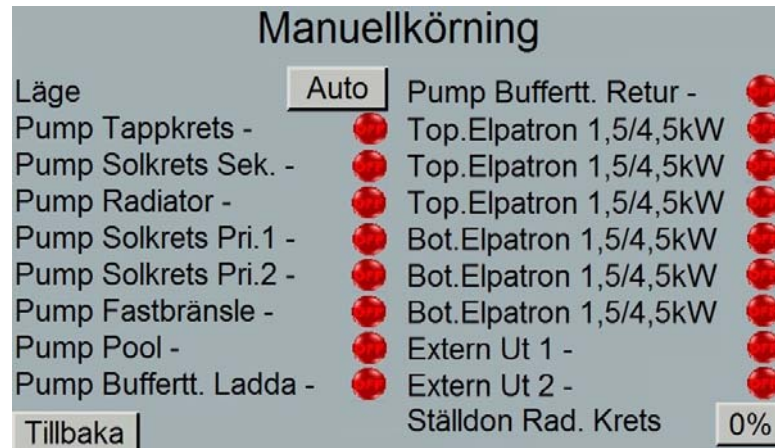 Manuellkörning
Läge Auto
Pump Tappkrets -
Pump Solkrets Sek. -
Pump Radiator -
Pump Solkrets Pri.1 -
Pump Solkrets Pri.2 -
Pump Fastbränsle -
Pump Pool -
Pump Buffertt. Ladda -
Tillbaka
Pump Buffertt. Retur -
Top.Elpatron 1,5/4,5kW
Top.Elpatron 1,5/4,5kW
Top.Elpatron 1,5/4,5kW
Bot.Elpatron 1,5/4,5kW
Bot.Elpatron 1,5/4,5kW
Bot.Elpatron 1,5/4,5kW
Extern Ut 1 -
Extern Ut 2 -
Ställdon Rad. Krets 0%